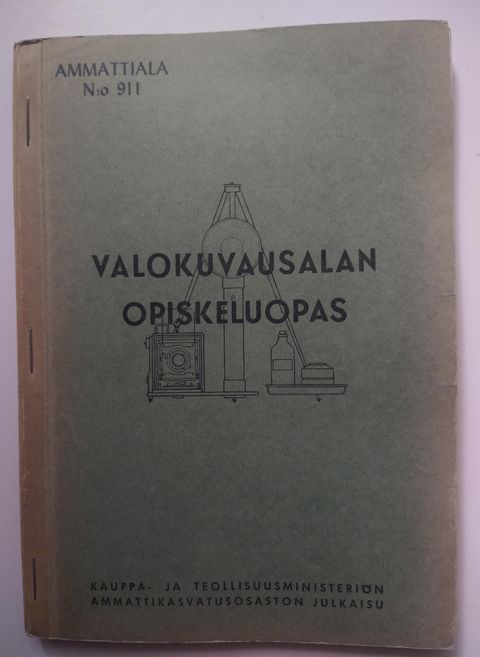 AMMATTIALA
N:o 911
VALOKUVAUSALAN
OPISKELUOPAS
KAUPPA- JA TEOLLISUUSMINISTERIÖN
AMMATTIKASVATUSOSASTON JULKAISU